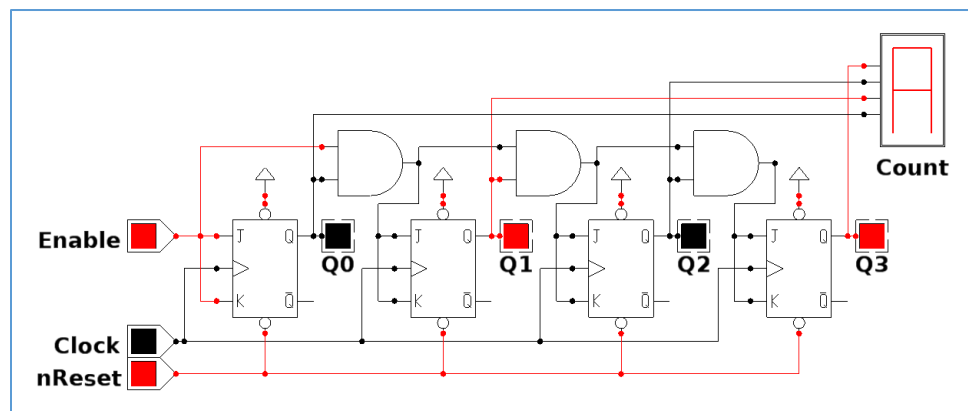 A
Count
J Q
K Q̅
J Q
K Q̅
J Q
K Q̅
J Q
K Q̅
Enable
Q0
Q1
Q2
Q3
Clock
nReset